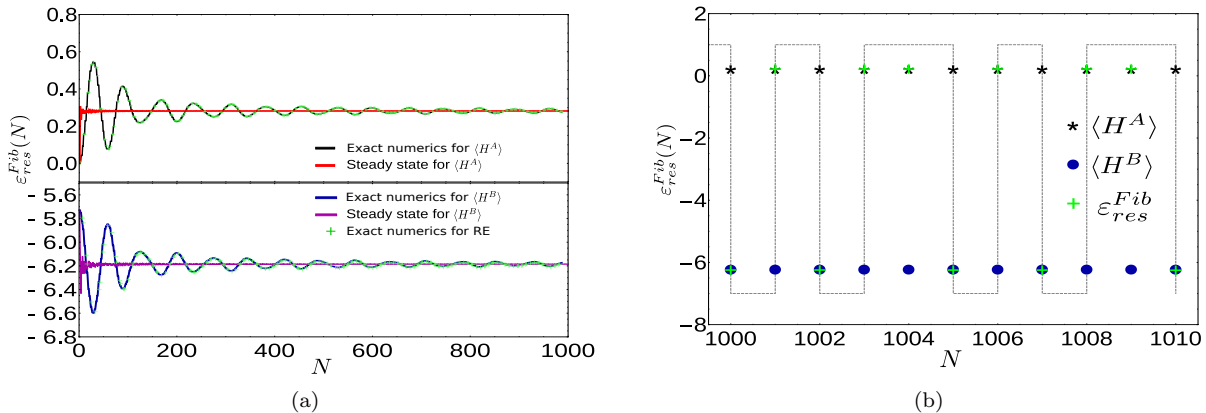 0.8
0.6
0.4
0.2
0.0
ε_res^Fib(N)
Exact numerics for ⟨H^A⟩
Steady state for ⟨H^A⟩
- 5.6
- 5.8
- 6.0
- 6.2
- 6.4
- 6.6
- 6.8
Exact numerics for ⟨H^B⟩
Steady state for ⟨H^B⟩
Exact numerics for RE
0 200 400 600 800 1000
N
(a)
2
0
−2
−4
−6
−8
ε_res^Fib(N)
⟨H^A⟩
⟨H^B⟩
ε_res^Fib
1000 1002 1004 1006 1008 1010
N
(b)